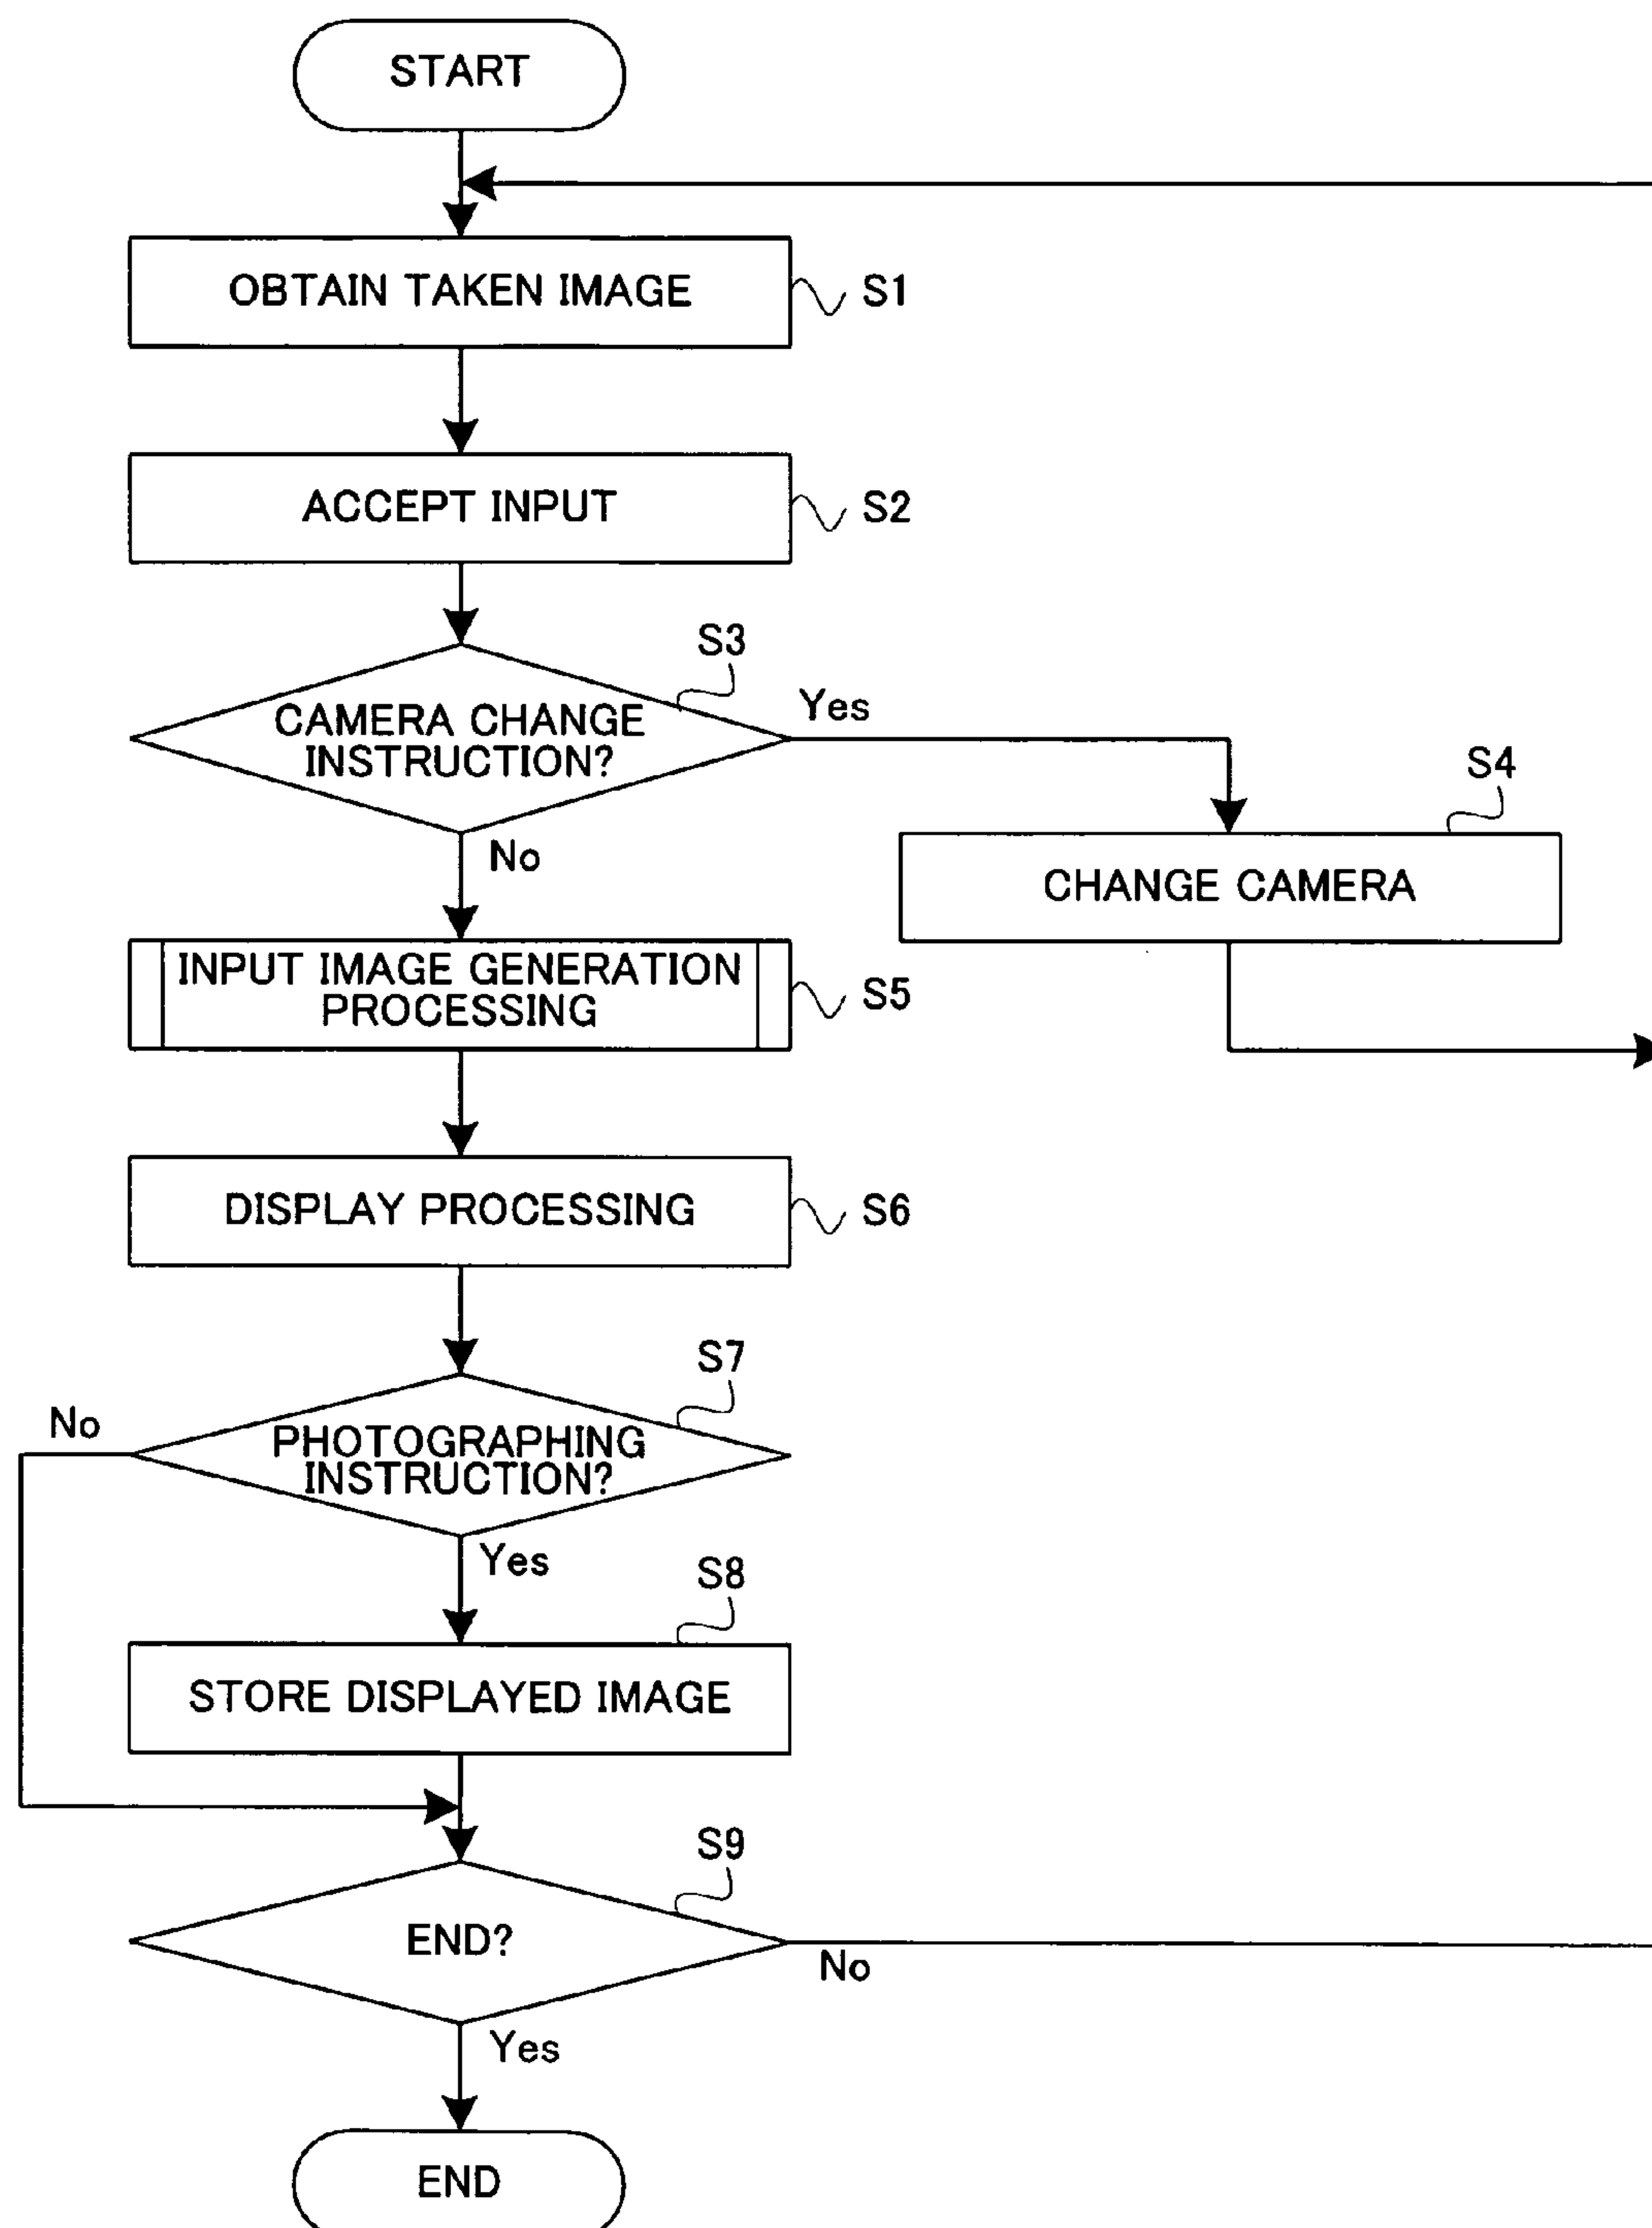 START
OBTAIN TAKEN IMAGE
S1
ACCEPT INPUT
S2
S3
CAMERA CHANGE
INSTRUCTION?
Yes
No
S4
CHANGE CAMERA
INPUT IMAGE GENERATION
PROCESSING
S5
DISPLAY PROCESSING
S6
S7
PHOTOGRAPHING
INSTRUCTION?
No
Yes
S8
STORE DISPLAYED IMAGE
S9
END?
No
Yes
END